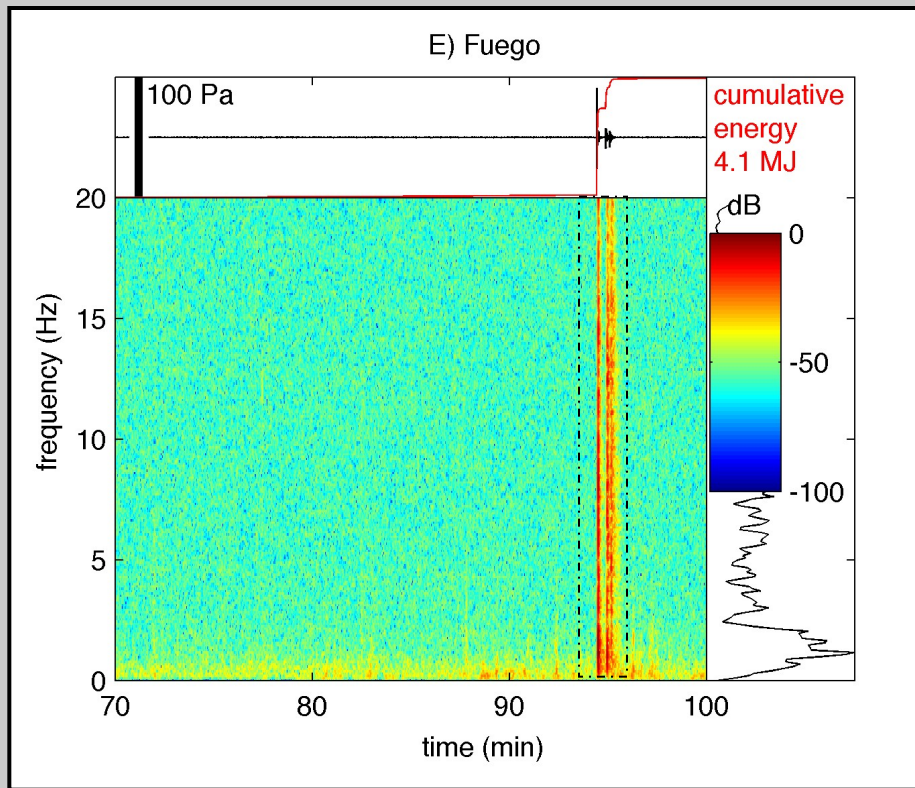 E) Fuego
100 Pa
cumulative
energy
4.1 MJ
dB
0
-50
-100
20
15
10
5
0
frequency (Hz)
70
80
90
100
time (min)